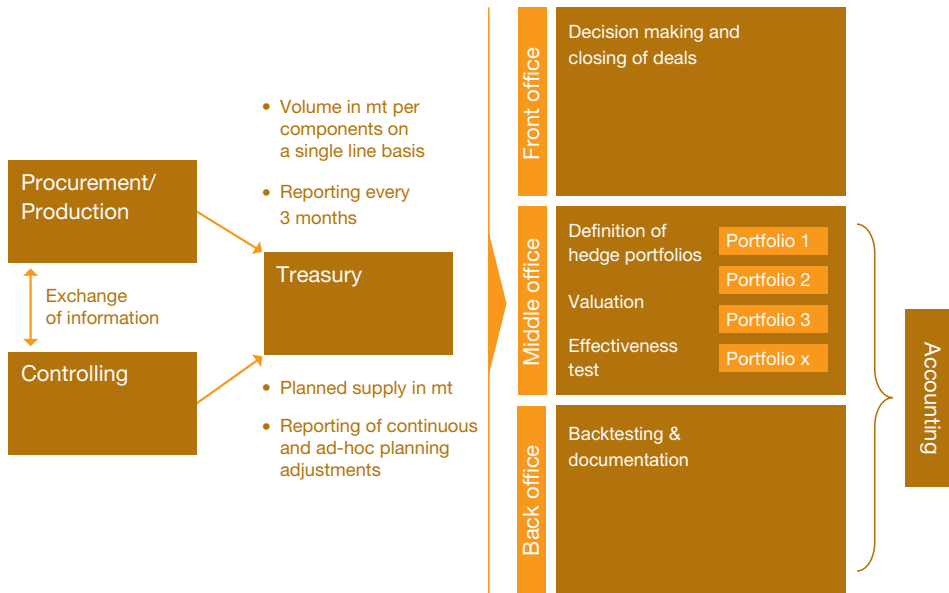 Procurement/
Production
Exchange
of information
Controlling
• Volume in mt per
components on
a single line basis
• Reporting every
3 months
Treasury
• Planned supply in mt
• Reporting of continuous
and ad-hoc planning
adjustments
Front office
Decision making and
closing of deals
Middle office
Definition of
hedge portfolios
Valuation
Effectiveness
test
Portfolio 1
Portfolio 2
Portfolio 3
Portfolio x
Back office
Backtesting &
documentation
Accounting